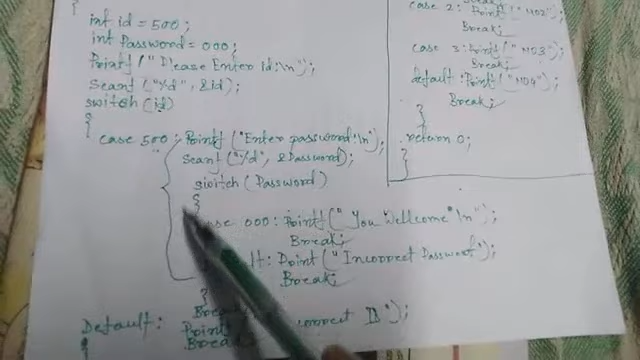 {
int id = 500;
int Password = 000;
Printf ("Please Enter id:\n");
Scanf ("%d", &id);
switch (id)
{
case 500: Printf ("Enter password:\n");
Scanf ("%d", &Password);
switch (Password)
{
case 000: Printf (" You Wellcome" \n");
Break;
lt: Print ("Incorrect Password");
Break;
}
Default:
Break;
{
case 2: Printf ("NO2");
Break;
case 3: Printf ("NO3");
Break;
default: Printf ("NO4");
Break;
}
}
return 0;
}